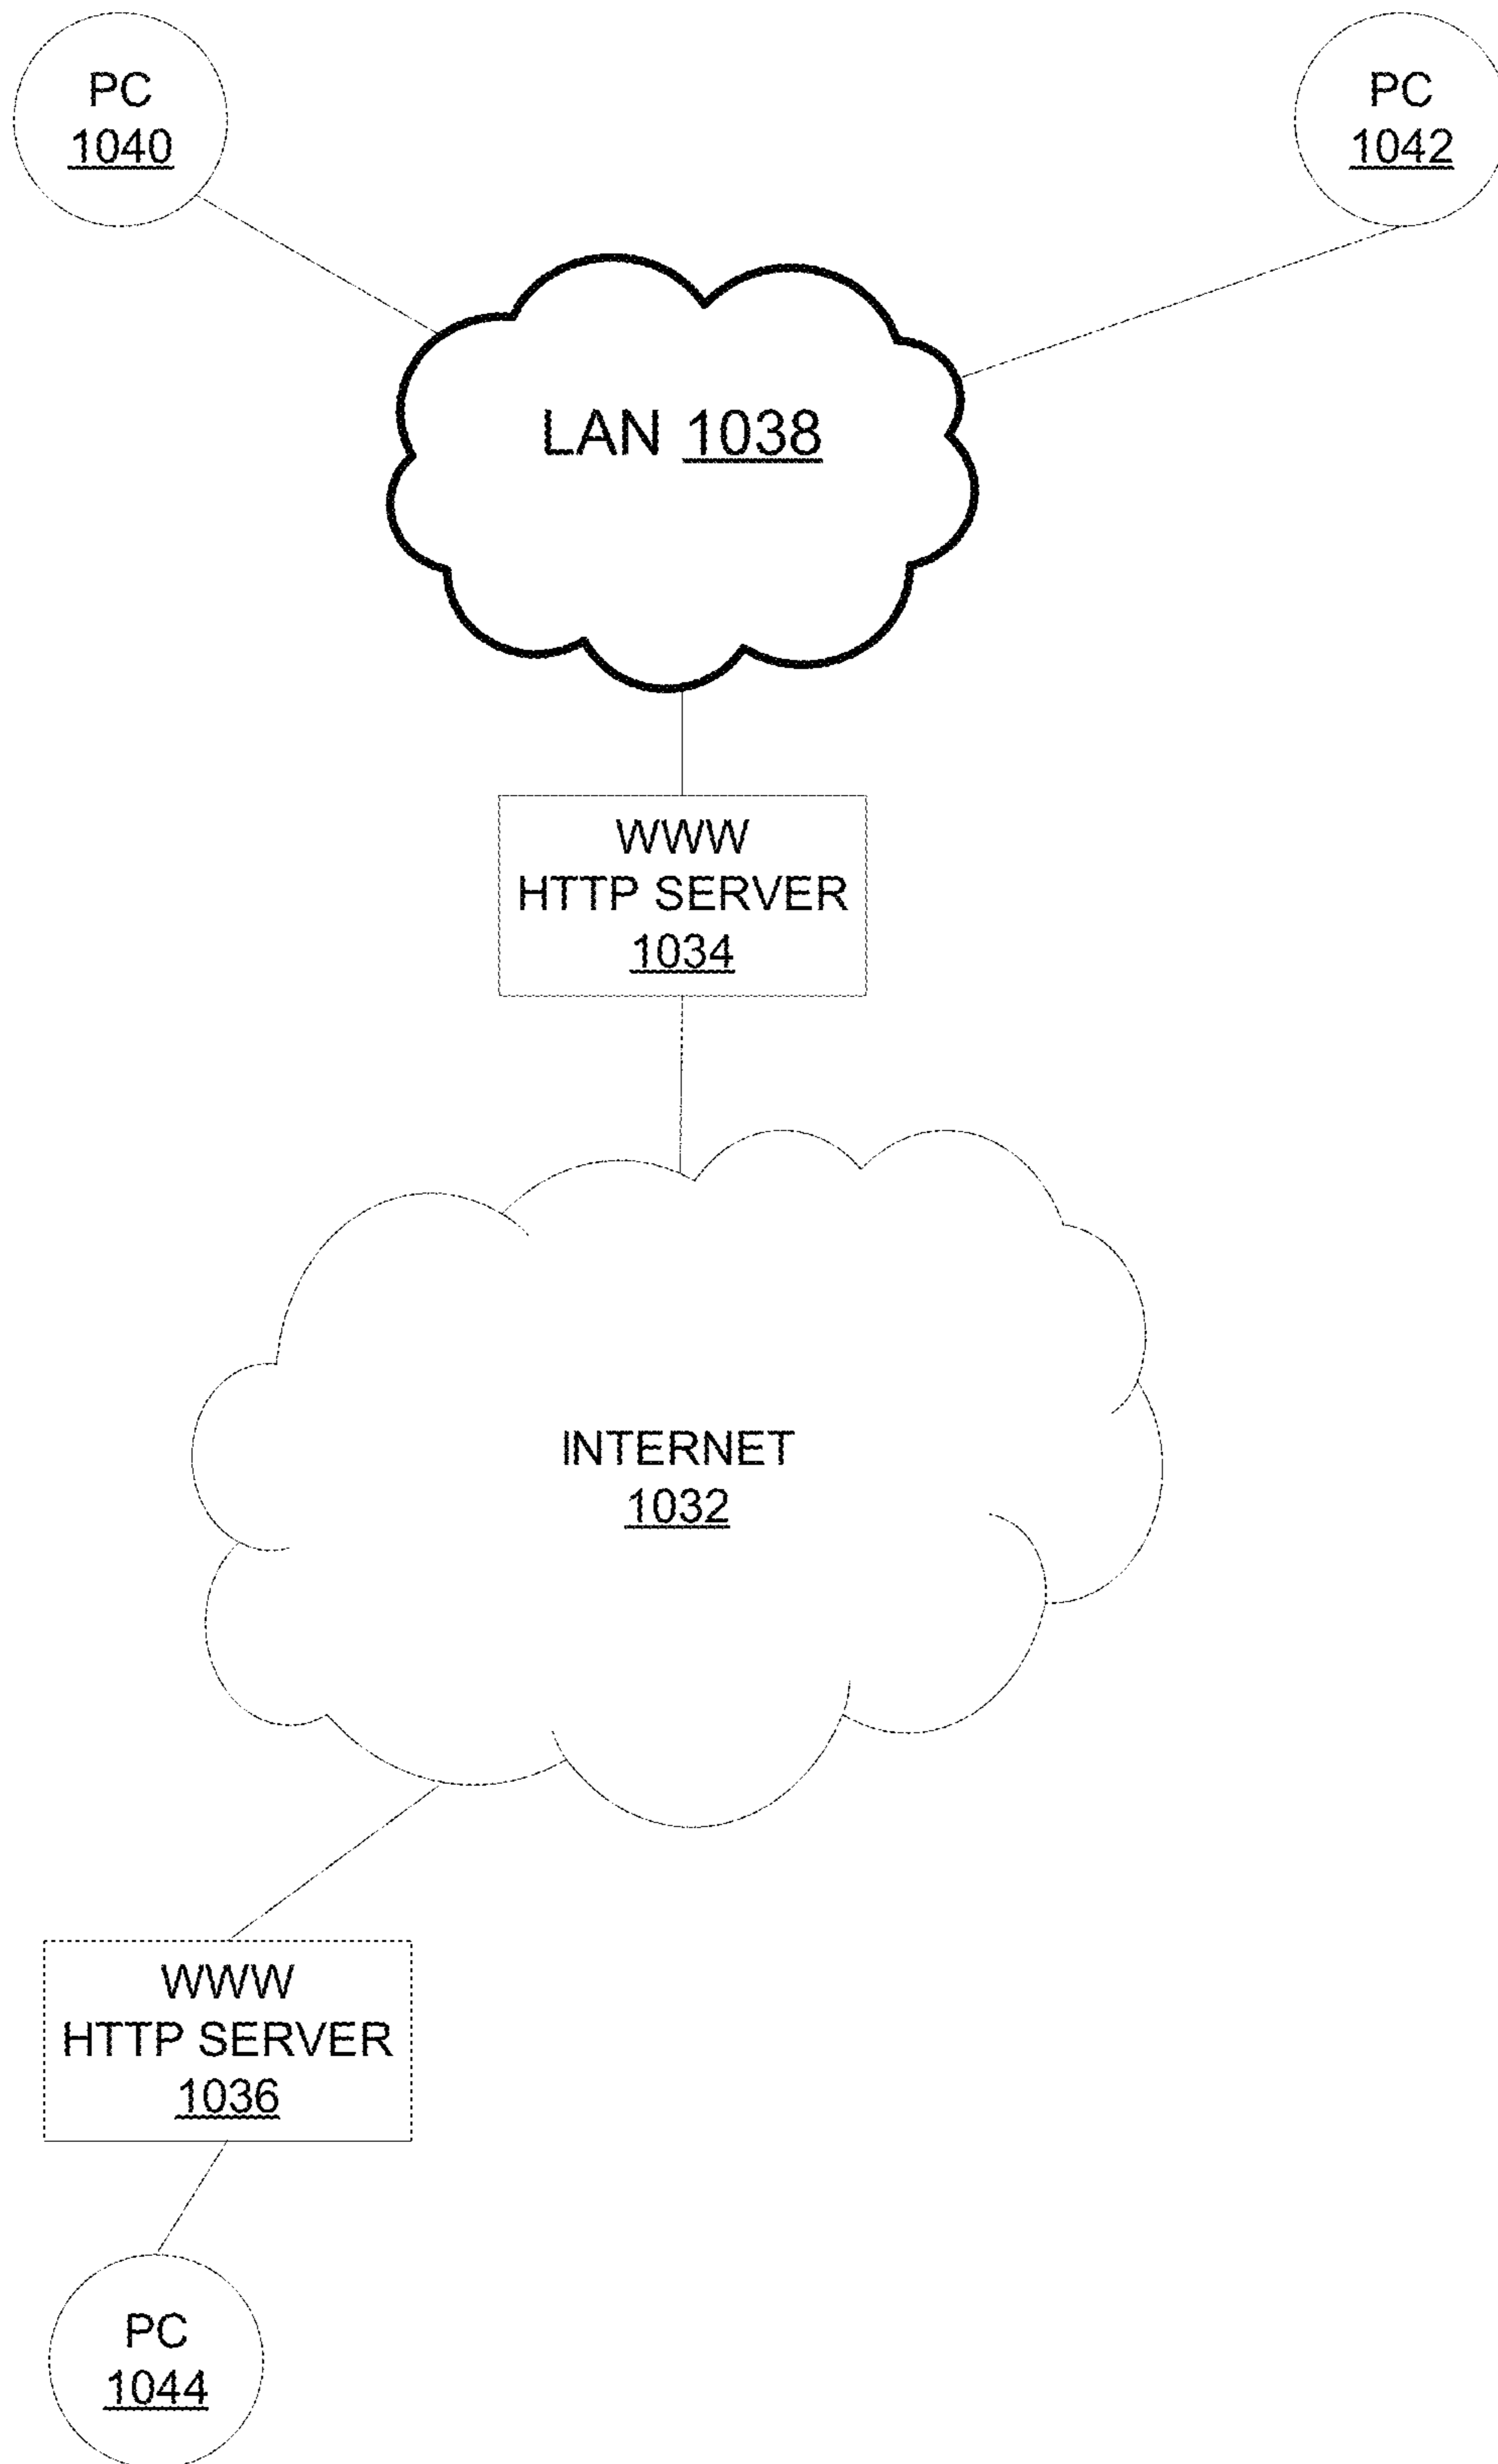 PC
1040
PC
1042
LAN 1038
WWW
HTTP SERVER
1034
INTERNET
1032
WWW
HTTP SERVER
1036
PC
1044